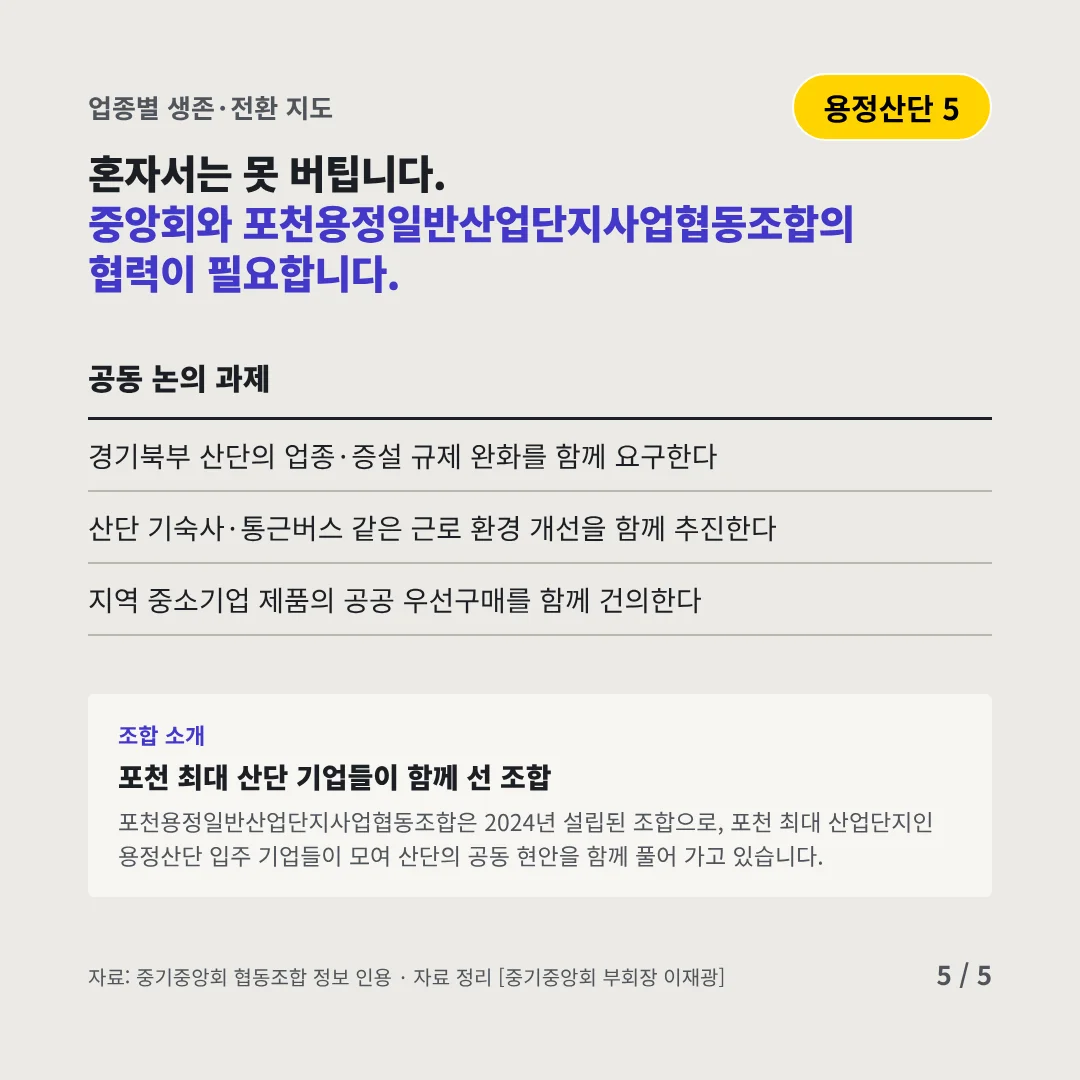 업종별 생존·전환 지도
용정산단 5
혼자서는 못 버팁니다.
중앙회와 포천용정일반산업단지사업협동조합의
협력이 필요합니다.
공동 논의 과제
경기북부 산단의 업종·증설 규제 완화를 함께 요구한다
산단 기숙사·통근버스 같은 근로 환경 개선을 함께 추진한다
지역 중소기업 제품의 공공 우선구매를 함께 건의한다
조합 소개
포천 최대 산단 기업들이 함께 선 조합
포천용정일반산업단지사업협동조합은 2024년 설립된 조합으로, 포천 최대 산업단지인
용정산단 입주 기업들이 모여 산단의 공동 현안을 함께 풀어 가고 있습니다.
자료: 중기중앙회 협동조합 정보 인용 · 자료 정리 [중기중앙회 부회장 이재광]
5 / 5